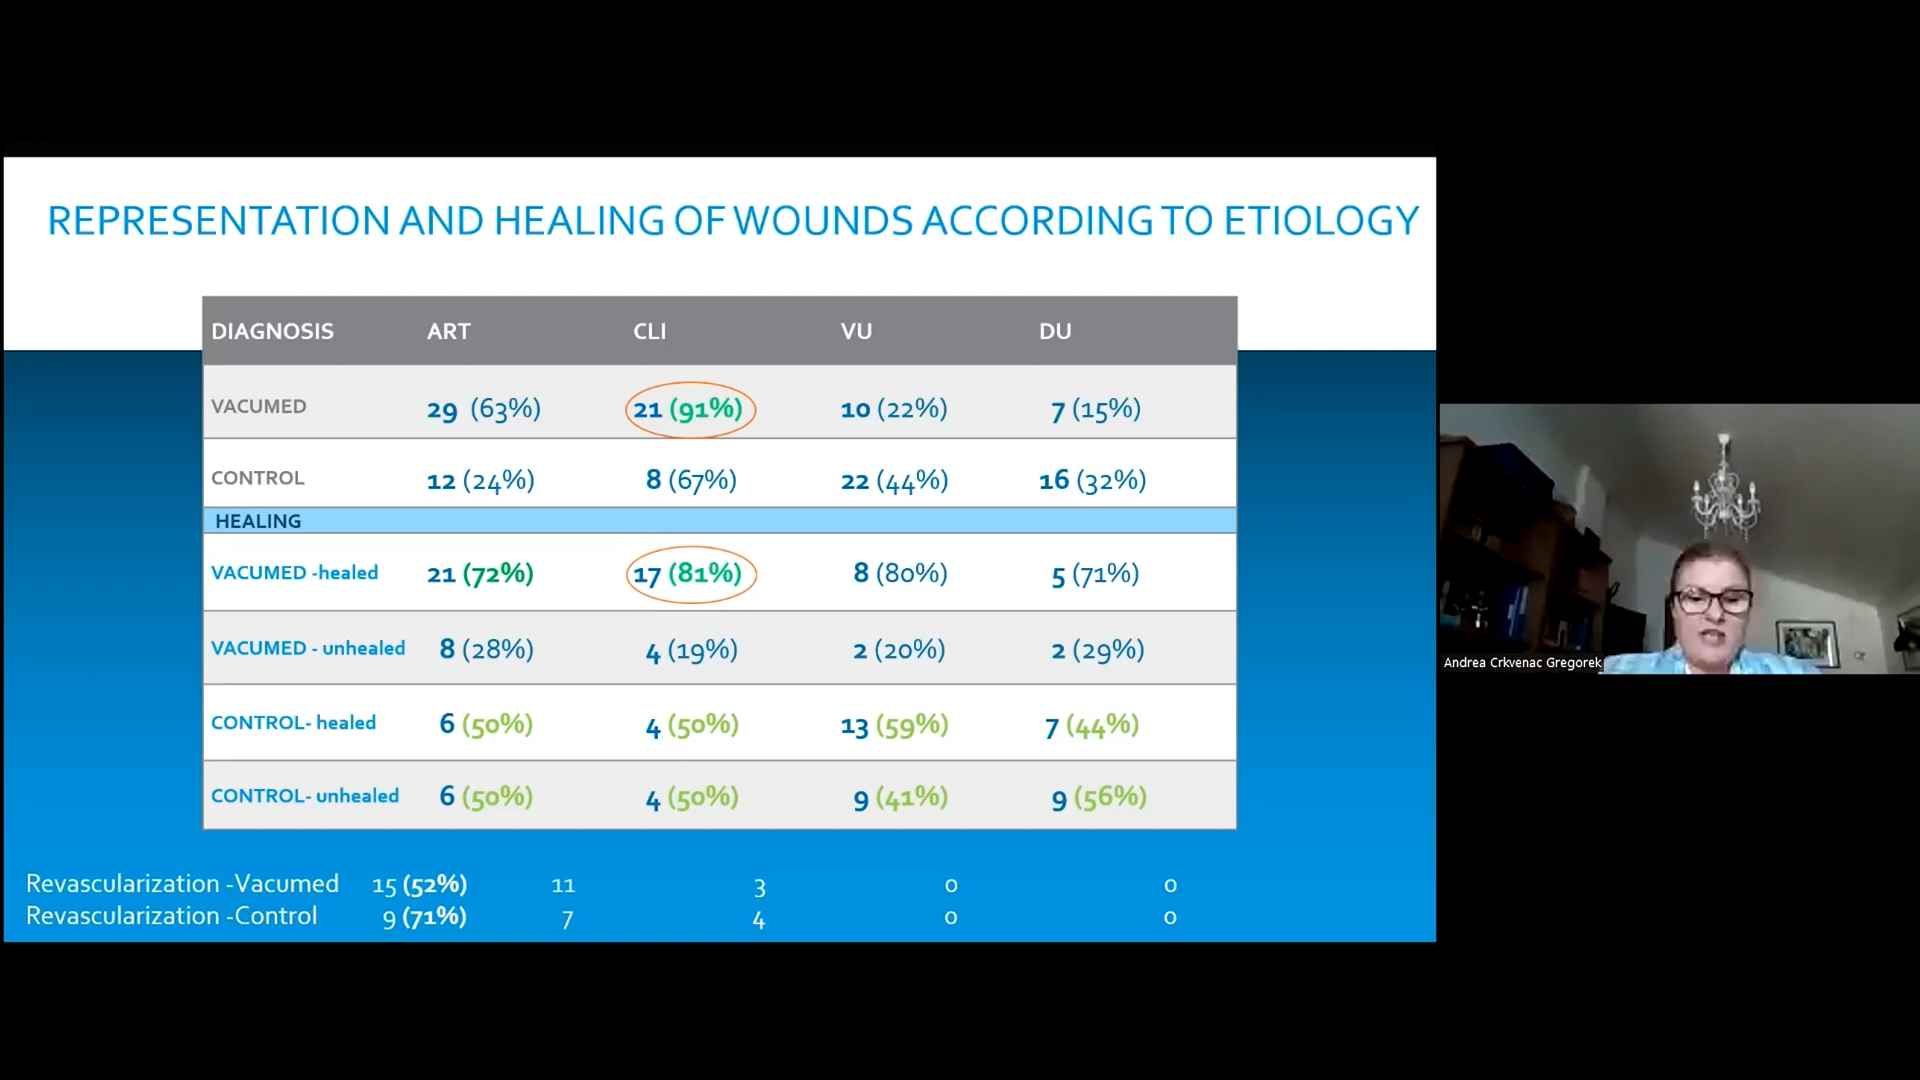 REPRESENTATION AND HEALING OF WOUNDS ACCORDING TO ETIOLOGY
DIAGNOSIS ART CLI VU DU
VACUMED 29 (63%) 21 (91%) 10 (22%) 7 (15%)
CONTROL 12 (24%) 8 (67%) 22 (44%) 16 (32%)
HEALING
VACUMED -healed 21 (72%) 17 (81%) 8 (80%) 5 (71%)
VACUMED - unhealed 8 (28%) 4 (19%) 2 (20%) 2 (29%)
CONTROL- healed 6 (50%) 4 (50%) 13 (59%) 7 (44%)
CONTROL- unhealed 6 (50%) 4 (50%) 9 (41%) 9 (56%)
Revascularization -Vacumed 15 (52%) 11 3 0 0
Revascularization -Control 9 (71%) 7 4 0 0
Andrea Crkvenac Gregorek